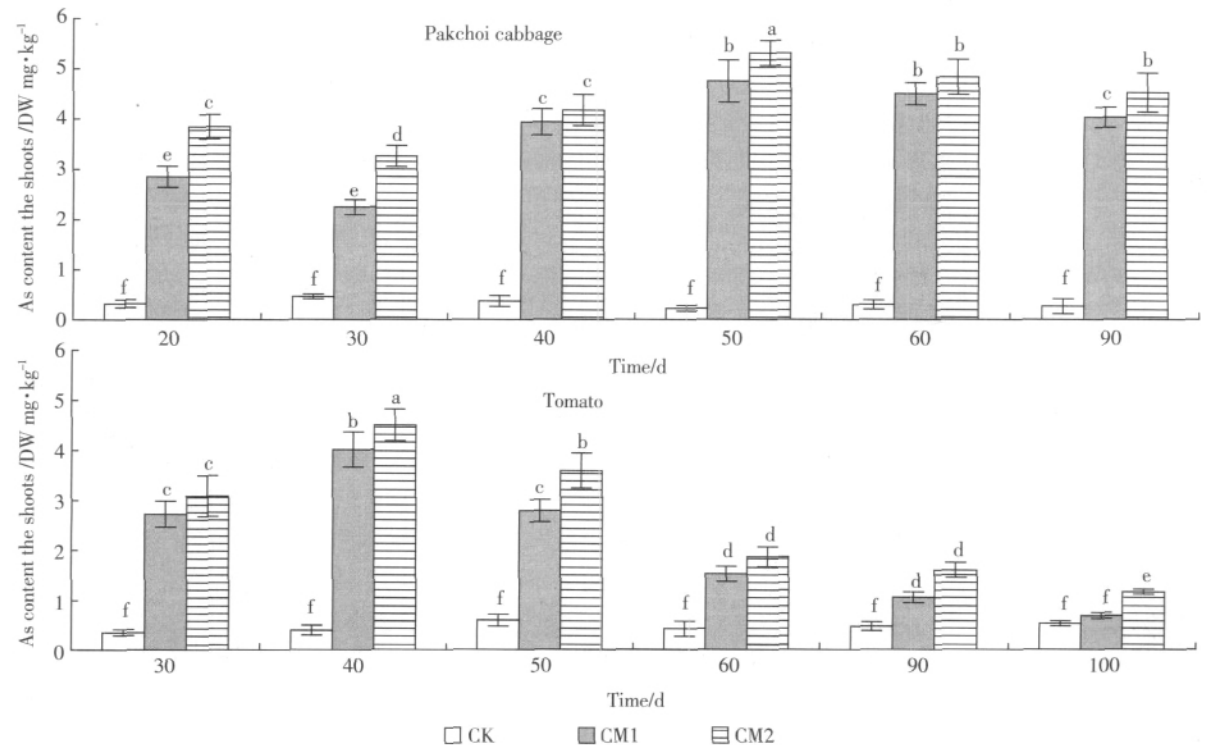 Pakchoi cabbage
As content the shoots /DW mg·kg⁻¹
6
5
4
3
2
1
0
f e c
f e d
f c c
f b a
f b b
f c b
20 30 40 50 60 90
Time/d
Tomato
As content the shoots /DW mg·kg⁻¹
6
5
4
3
2
1
0
f c c
f b a
f c b
f d d
f d d
f f e
30 40 50 60 90 100
Time/d
CK CM1 CM2